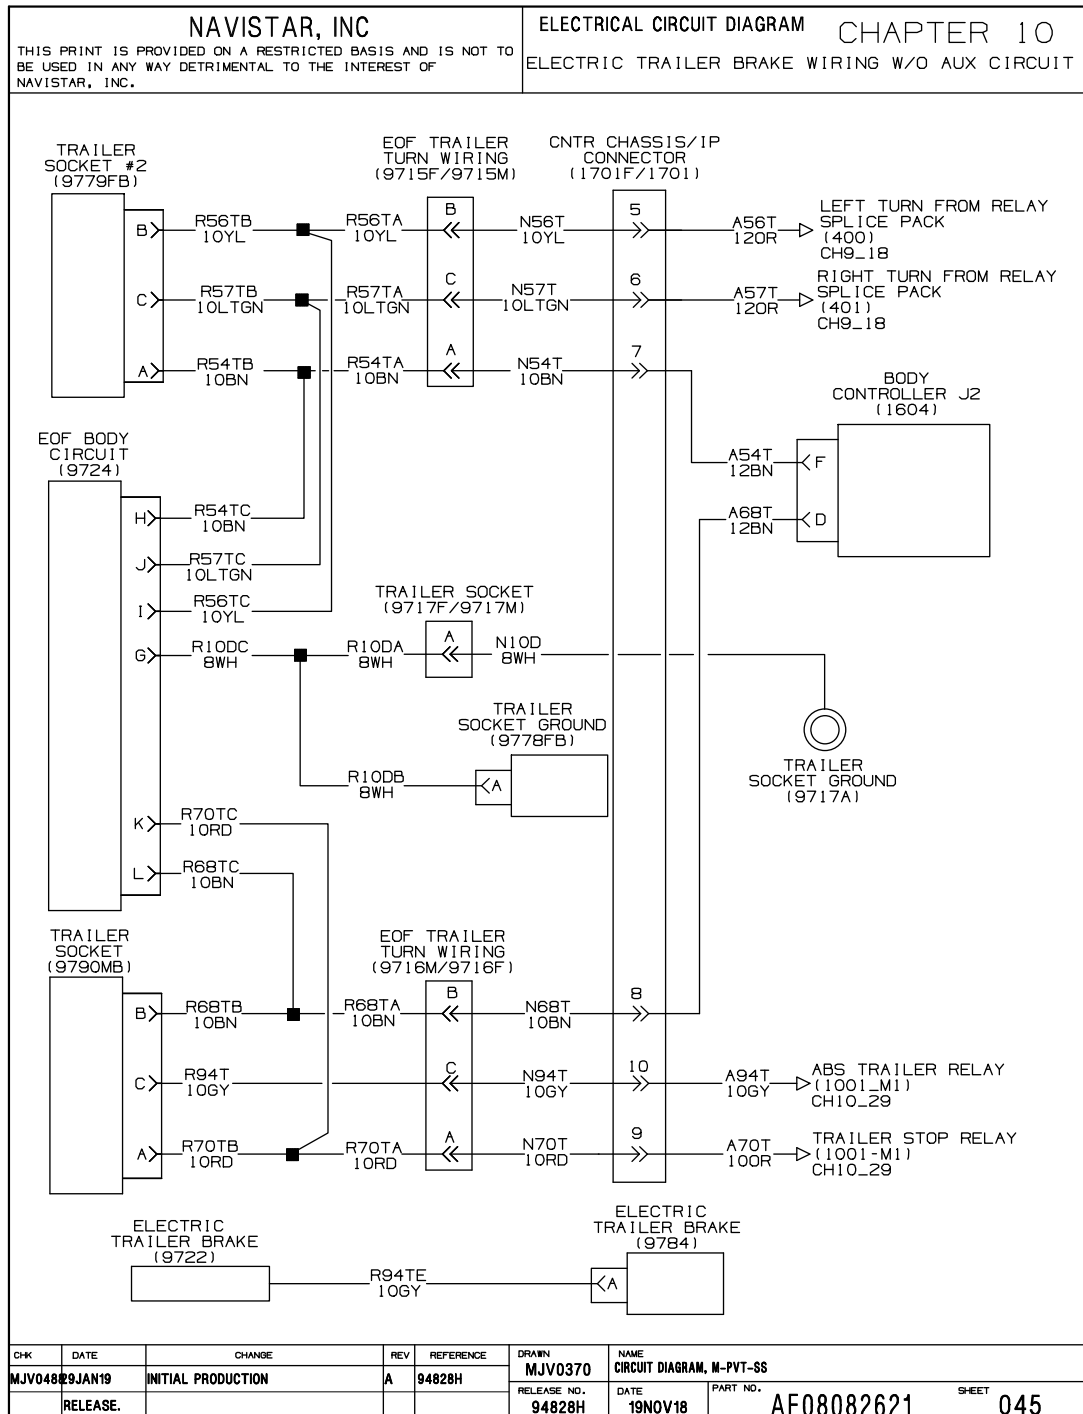 NAVISTAR, INC
THIS PRINT IS PROVIDED ON A RESTRICTED BASIS AND IS NOT TO
BE USED IN ANY WAY DETRIMENTAL TO THE INTEREST OF
NAVISTAR, INC.
ELECTRICAL CIRCUIT DIAGRAM CHAPTER 10
ELECTRIC TRAILER BRAKE WIRING W/O AUX CIRCUIT
TRAILER
SOCKET #2
(9779FB)
EOF TRAILER
TURN WIRING
(9715F/9715M)
CNTR CHASSIS/IP
CONNECTOR
(1701F/1701)
B R56TB
10YL
R56TA
10YL
B
N56T
10YL
5
A56T
12OR
LEFT TURN FROM RELAY
SPLICE PACK
(400)
CH9_18
C R57TB
10LTGN
R57TA
10LTGN
C
N57T
10LTGN
6
A57T
12OR
RIGHT TURN FROM RELAY
SPLICE PACK
(401)
CH9_18
A R54TB
10BN
R54TA
10BN
A
N54T
10BN
7
BODY
CONTROLLER J2
(1604)
A54T
12BN
F
A68T
12BN
D
EOF BODY
CIRCUIT
(9724)
H R54TC
10BN
J R57TC
10LTGN
I R56TC
10YL
TRAILER SOCKET
(9717F/9717M)
G R10DC
8WH
R10DA
8WH
A
N10D
8WH
TRAILER
SOCKET GROUND
(9778FB)
R10DB
8WH
A
TRAILER
SOCKET GROUND
(9717A)
K R70TC
10RD
L R68TC
10BN
TRAILER
SOCKET
(9790MB)
EOF TRAILER
TURN WIRING
(9716M/9716F)
B R68TB
10BN
R68TA
10BN
B
N68T
10BN
8
C R94T
10GY
C
N94T
10GY
10
A94T
10GY
ABS TRAILER RELAY
(1001_M1)
CH10_29
A R70TB
10RD
R70TA
10RD
A
N70T
10RD
9
A70T
10OR
TRAILER STOP RELAY
(1001-M1)
CH10_29
ELECTRIC
TRAILER BRAKE
(9722)
R94TE
10GY
ELECTRIC
TRAILER BRAKE
(9784)
A
CHK DATE CHANGE REV REFERENCE
29JAN19 INITIAL PRODUCTION A 94828H
RELEASE.
DRAWN
MJV0370
NAME
CIRCUIT DIAGRAM, M-PVT-SS
RELEASE NO.
94828H
DATE
19NOV18
PART NO.
AF08082621
SHEET
045